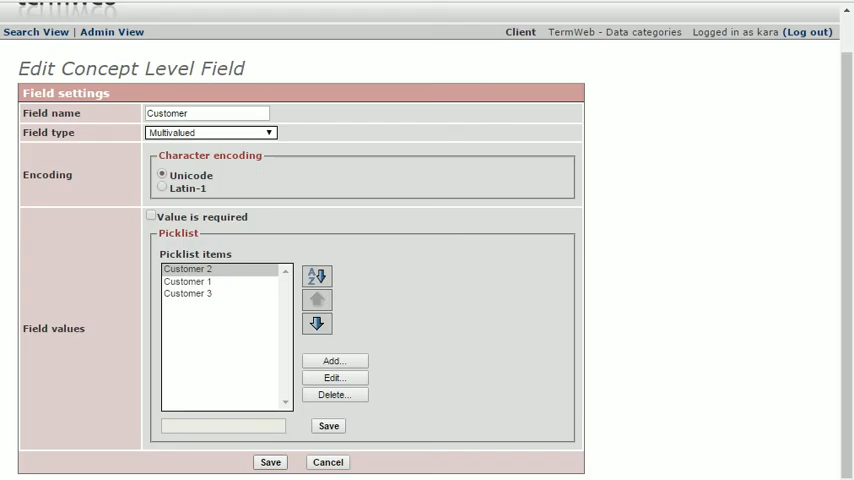 termweb
Search View | Admin View Client TermWeb - Data categories Logged in as kara (Log out)
Edit Concept Level Field
Field settings
Field name Customer
Field type Multivalued
Character encoding
Encoding Unicode
Latin-1
Value is required
Picklist
Picklist items
Customer 2
Customer 1
Customer 3
Field values
Add...
Edit...
Delete...
Save
Save Cancel